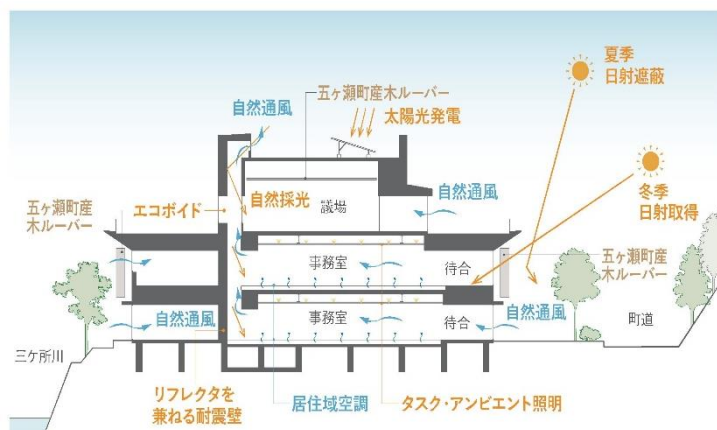 夏季
日射遮蔽
五ヶ瀬町産木ルーバー
自然通風
太陽光発電
冬季
日射取得
五ヶ瀬町産
木ルーバー
エコボイド
自然採光
議場
自然通風
五ヶ瀬町産
木ルーバー
事務室
待合
自然通風
事務室
待合
自然通風
町道
三ケ所川
リフレクタを
兼ねる耐震壁
居住域空調
タスク・アンビエント照明